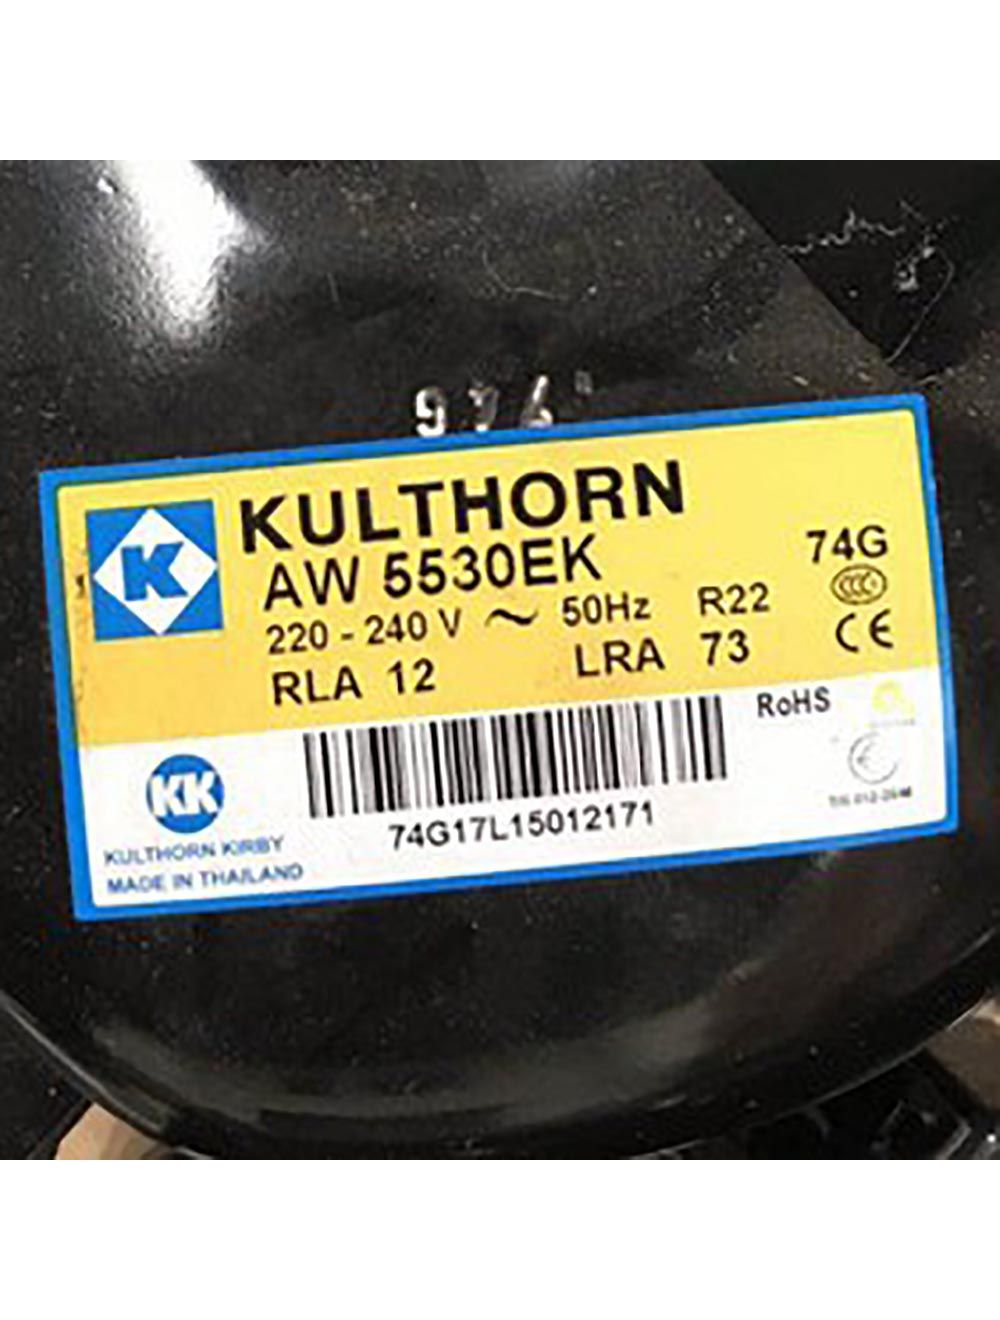 KULTHORN
AW 5530EK
74G
220 - 240 V ~ 50Hz R22
CCC
CE
RLA 12 LRA 73
RoHS
K
KK
KULTHORN KIRBY
MADE IN THAILAND
74G17L15012171